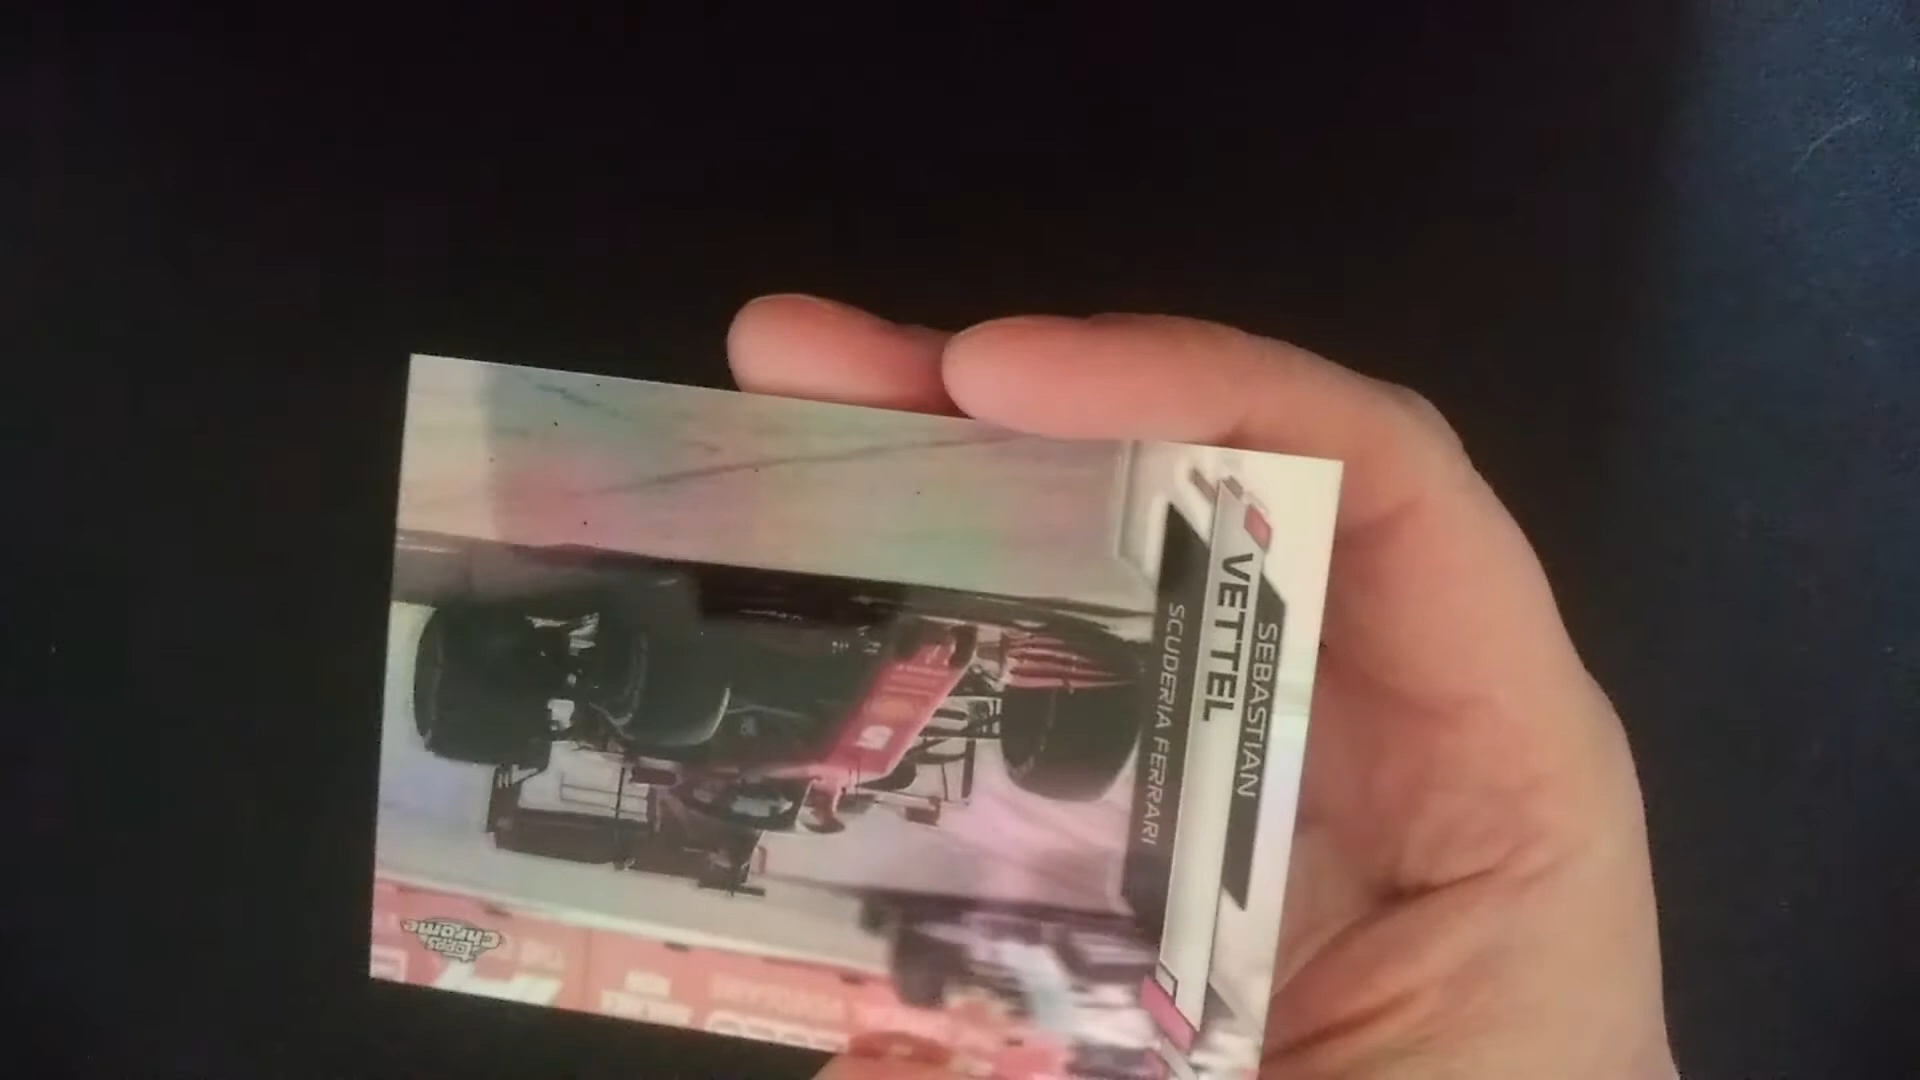 SEBASTIAN
VETTEL
SCUDERIA FERRARI
Topps
Chrome